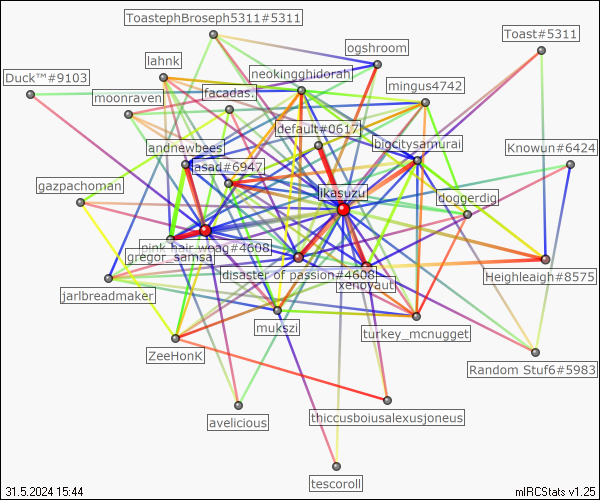 ToastephBroseph5311#5311
Toast#5311
ogshroom
lahnk
neokingghidorah
Duck™#9103
mingus4742
facadas.
moonraven
default#0617
bigcitysamurai
andnewbees
Knowun#6424
asad#6947
gazpachoman
ikasuzu
doggerdig
pink hair wpag#4608
gregor_samsa
disaster of passion#4608
Heighleigh#8575
xenoyaut
jarlbreadmaker
mukszi
turkey_mcnugget
ZeeHonK
Random Stuf6#5983
thiccusboiusalexusjoneus
avelicious
tescoroll
31.5.2024 15:44
mIRCStats v1.25